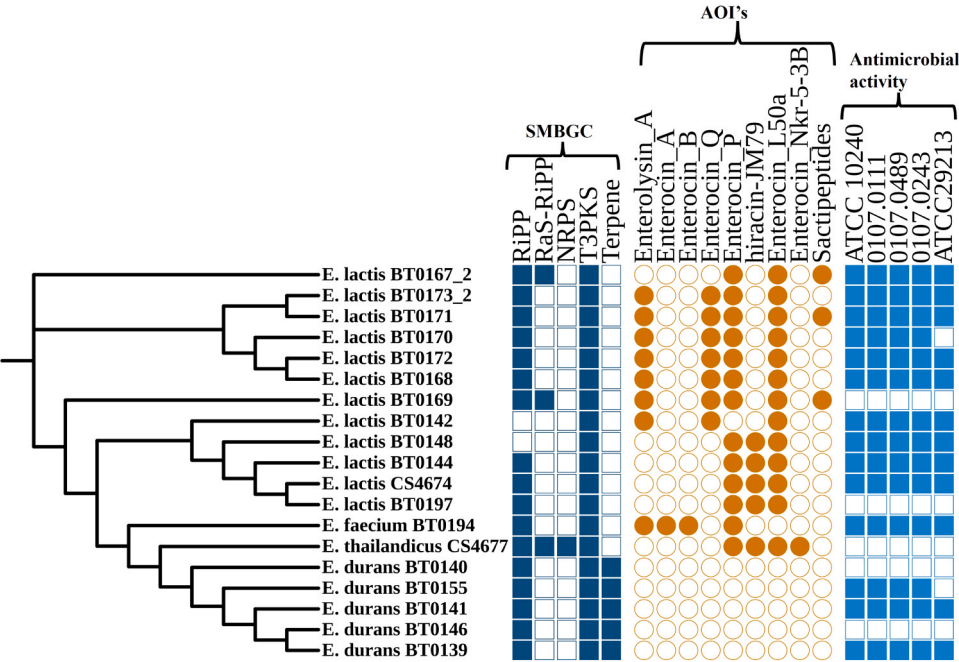 AOI's
Antimicrobial
activity
SMBGC
RiPP
RaS-RiPP
NRPS
T3PKS
Terpene
Enterolysin_A
Enterocin_A
Enterocin_B
Enterocin_Q
Enterocin_P
hiracin-JM79
Enterocin_L50a
Enterocin_Nkr-5-3B
Sactipeptides
ATCC 10240
0107.0111
0107.0489
0107.0243
ATCC29213
E. lactis BT0167_2
E. lactis BT0173_2
E. lactis BT0171
E. lactis BT0170
E. lactis BT0172
E. lactis BT0168
E. lactis BT0169
E. lactis BT0142
E. lactis BT0148
E. lactis BT0144
E. lactis CS4674
E. lactis BT0197
E. faecium BT0194
E. thailandicus CS4677
E. durans BT0140
E. durans BT0155
E. durans BT0141
E. durans BT0146
E. durans BT0139